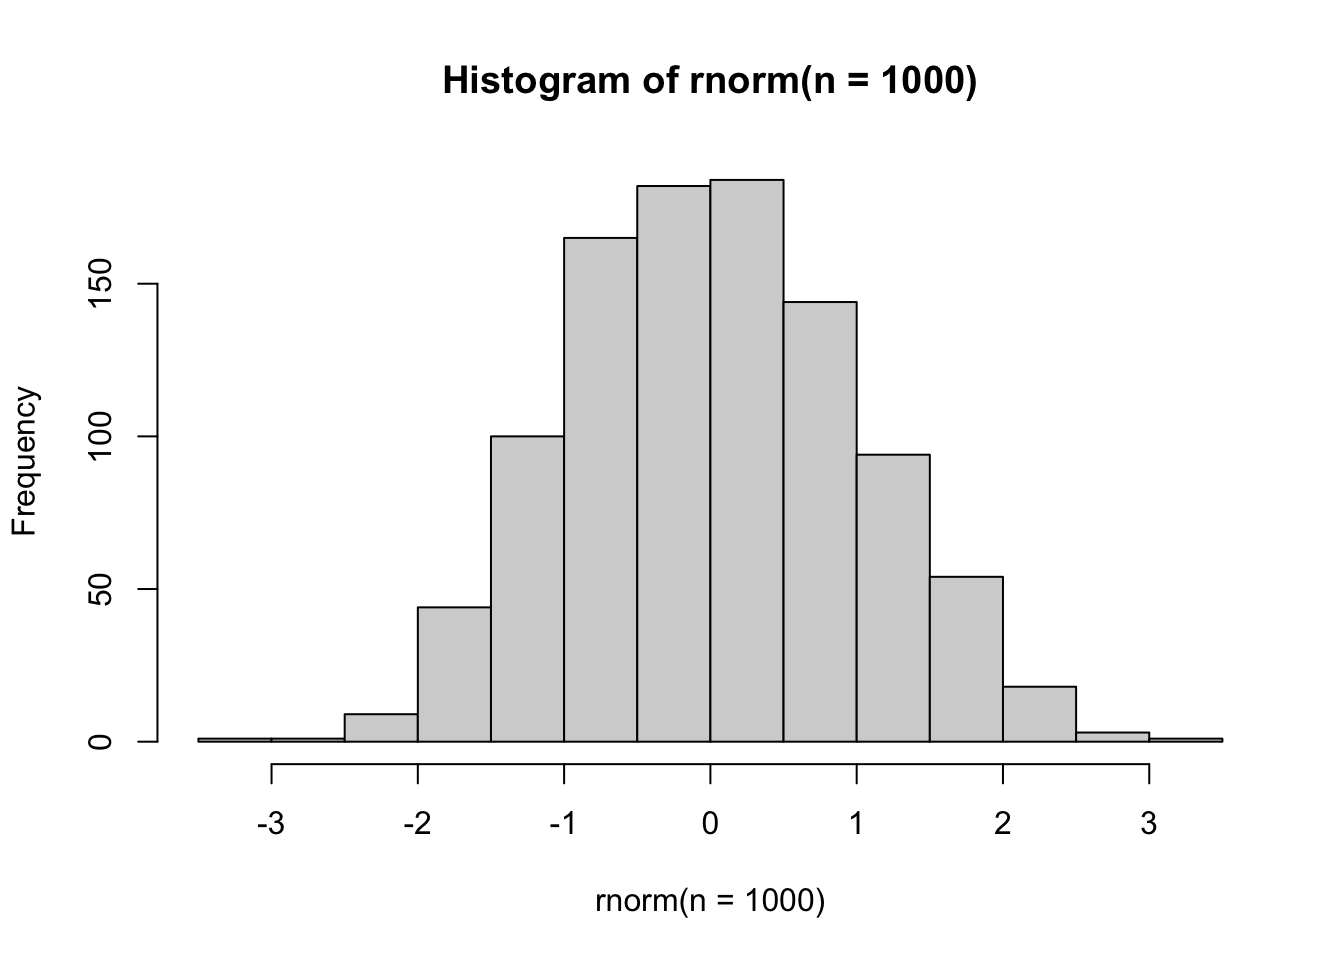 Histogram of rnorm(n = 1000)
Frequency
150
100
50
0
-3 -2 -1 0 1 2 3
rnorm(n = 1000)